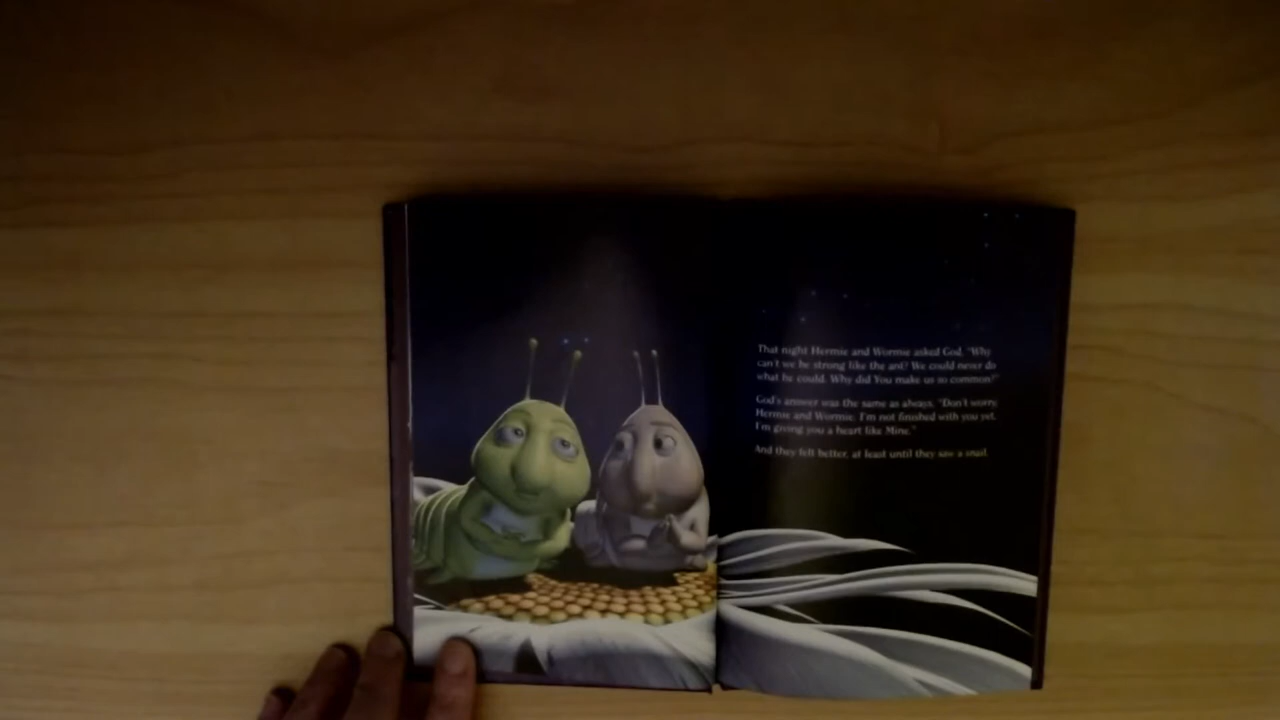 That night Hermie and Wormie asked God, "Why
can't we be strong like the ant? We could never do
what he could. Why did You make us so common?"
God's answer was the same as always, "Don't worry,
Hermie and Wormie. I'm not finished with you yet.
I'm giving you a heart like Mine."
And they felt better, at least until they saw a snail.